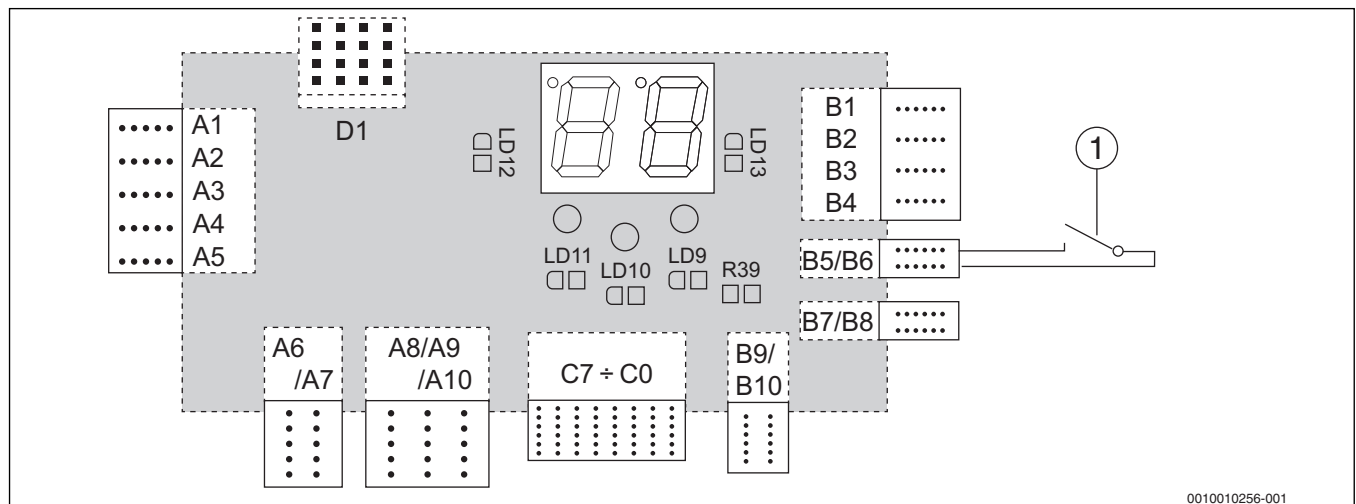 D1
A1
A2
A3
A4
A5
LD12
LD13
B1
B2
B3
B4
1
LD11
LD10
LD9
R39
B5/B6
B7/B8
A6
/A7
A8/A9
/A10
C7 ÷ C0
B9/
B10
0010010256-001